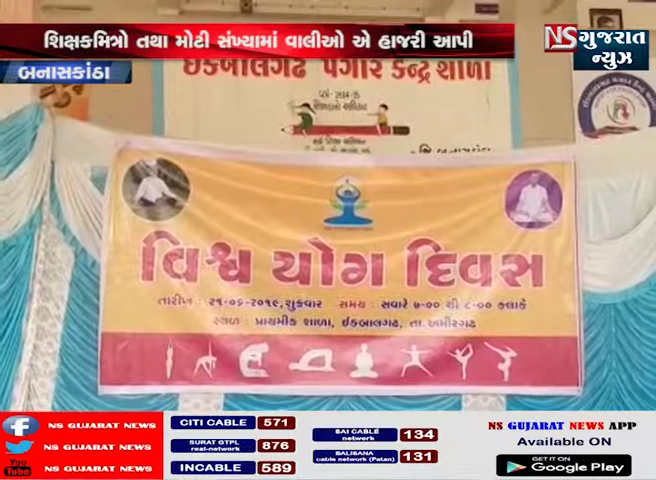 શિક્ષકમિત્રો તથા મોટી સંખ્યામાં વાલીઓ એ હાજરી આપી
NS ગુજરાત ન્યુઝ
બનાસકાંઠા
ઇકબાલગઢ પગાર કેન્દ્ર શાળા
વિશ્વ યોગ દિવસ
તારીખ : ૨૧-૦૬-૨૦૧૯,શુક્રવાર સમય : સવારે ૭-૦૦ થી ૮-૦૦ કલાકે
સ્થળ : પ્રાથમીક શાળા, ઇકબાલગઢ, તા.અમીરગઢ
NS GUJARAT NEWS
NS GUJARAT NEWS
You Tube NS GUJARAT NEWS
CITI CABLE 571
SURAT GTPL real-network 876
INCABLE 589
SAI CABLE network 134
BALISANA cable network (Patan) 131
NS GUJARAT NEWS APP
Available ON
GET IT ON
Google Play